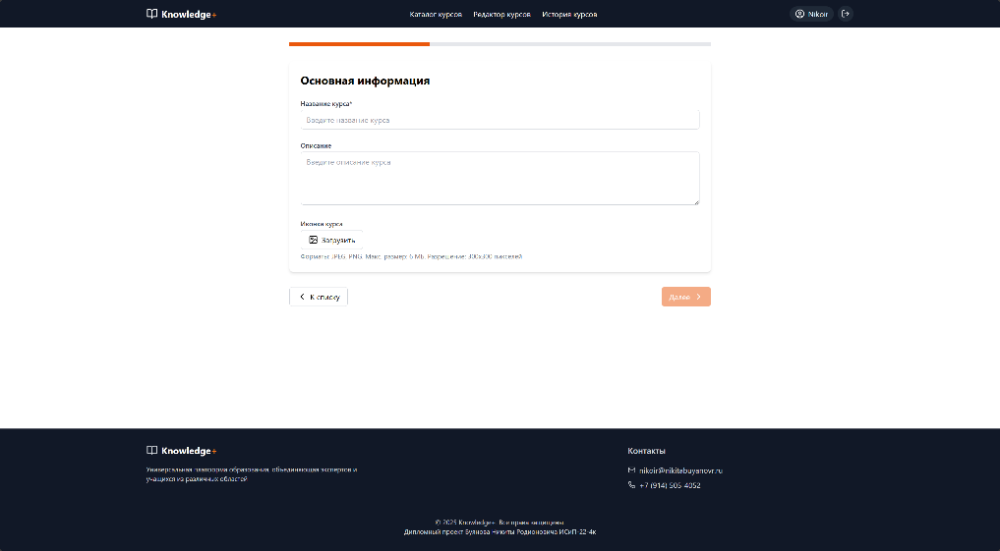 Knowledge+
Каталог курсов Редактор курсов История курсов
Nikoir
Основная информация
Название курса*
Введите название курса
Описание
Введите описание курса
Иконка курса
Загрузить
Форматы: JPEG, PNG. Макс. размер: 5 МБ. Разрешение: 300x300 пикселей
К списку
Далее
Knowledge+
Универсальная платформа образования, объединяющая экспертов и
учащихся из различных областей
Контакты
nikoir@nikitabuyanovr.ru
+7 (914) 505-4052
© 2025 Knowledge+. Все права защищены.
Дипломный проект Буянова Никиты Родионовича ИСиП-22-4к